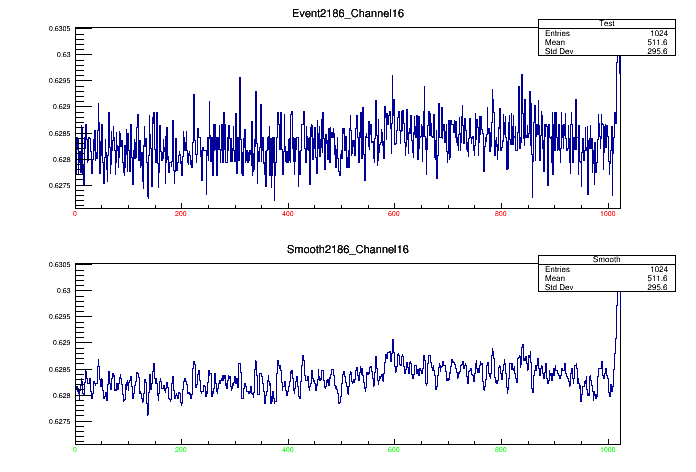 Event2186_Channel16
Test
Entries 1024
Mean 511.6
Std Dev 295.6
0.6305
0.63
0.6295
0.629
0.6285
0.628
0.6275
0 200 400 600 800 1000
Smooth2186_Channel16
Smooth
Entries 1024
Mean 511.6
Std Dev 295.6
0.6305
0.63
0.6295
0.629
0.6285
0.628
0.6275
0 200 400 600 800 1000